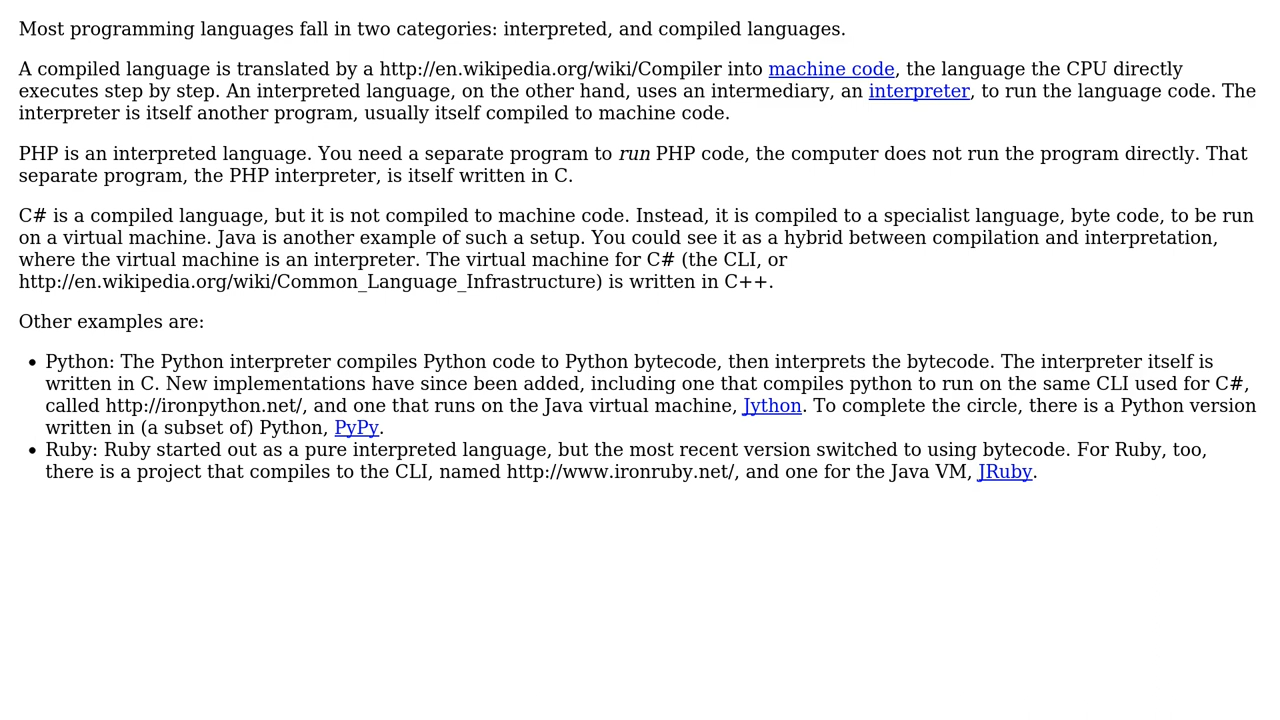 Most programming languages fall in two categories: interpreted, and compiled languages.
A compiled language is translated by a http://en.wikipedia.org/wiki/Compiler into machine code, the language the CPU directly
executes step by step. An interpreted language, on the other hand, uses an intermediary, an interpreter, to run the language code. The
interpreter is itself another program, usually itself compiled to machine code.
PHP is an interpreted language. You need a separate program to run PHP code, the computer does not run the program directly. That
separate program, the PHP interpreter, is itself written in C.
C# is a compiled language, but it is not compiled to machine code. Instead, it is compiled to a specialist language, byte code, to be run
on a virtual machine. Java is another example of such a setup. You could see it as a hybrid between compilation and interpretation,
where the virtual machine is an interpreter. The virtual machine for C# (the CLI, or
http://en.wikipedia.org/wiki/Common_Language_Infrastructure) is written in C++.
Other examples are:
• Python: The Python interpreter compiles Python code to Python bytecode, then interprets the bytecode. The interpreter itself is
written in C. New implementations have since been added, including one that compiles python to run on the same CLI used for C#,
called http://ironpython.net/, and one that runs on the Java virtual machine, Jython. To complete the circle, there is a Python version
written in (a subset of) Python, PyPy.
• Ruby: Ruby started out as a pure interpreted language, but the most recent version switched to using bytecode. For Ruby, too,
there is a project that compiles to the CLI, named http://www.ironruby.net/, and one for the Java VM, JRuby.